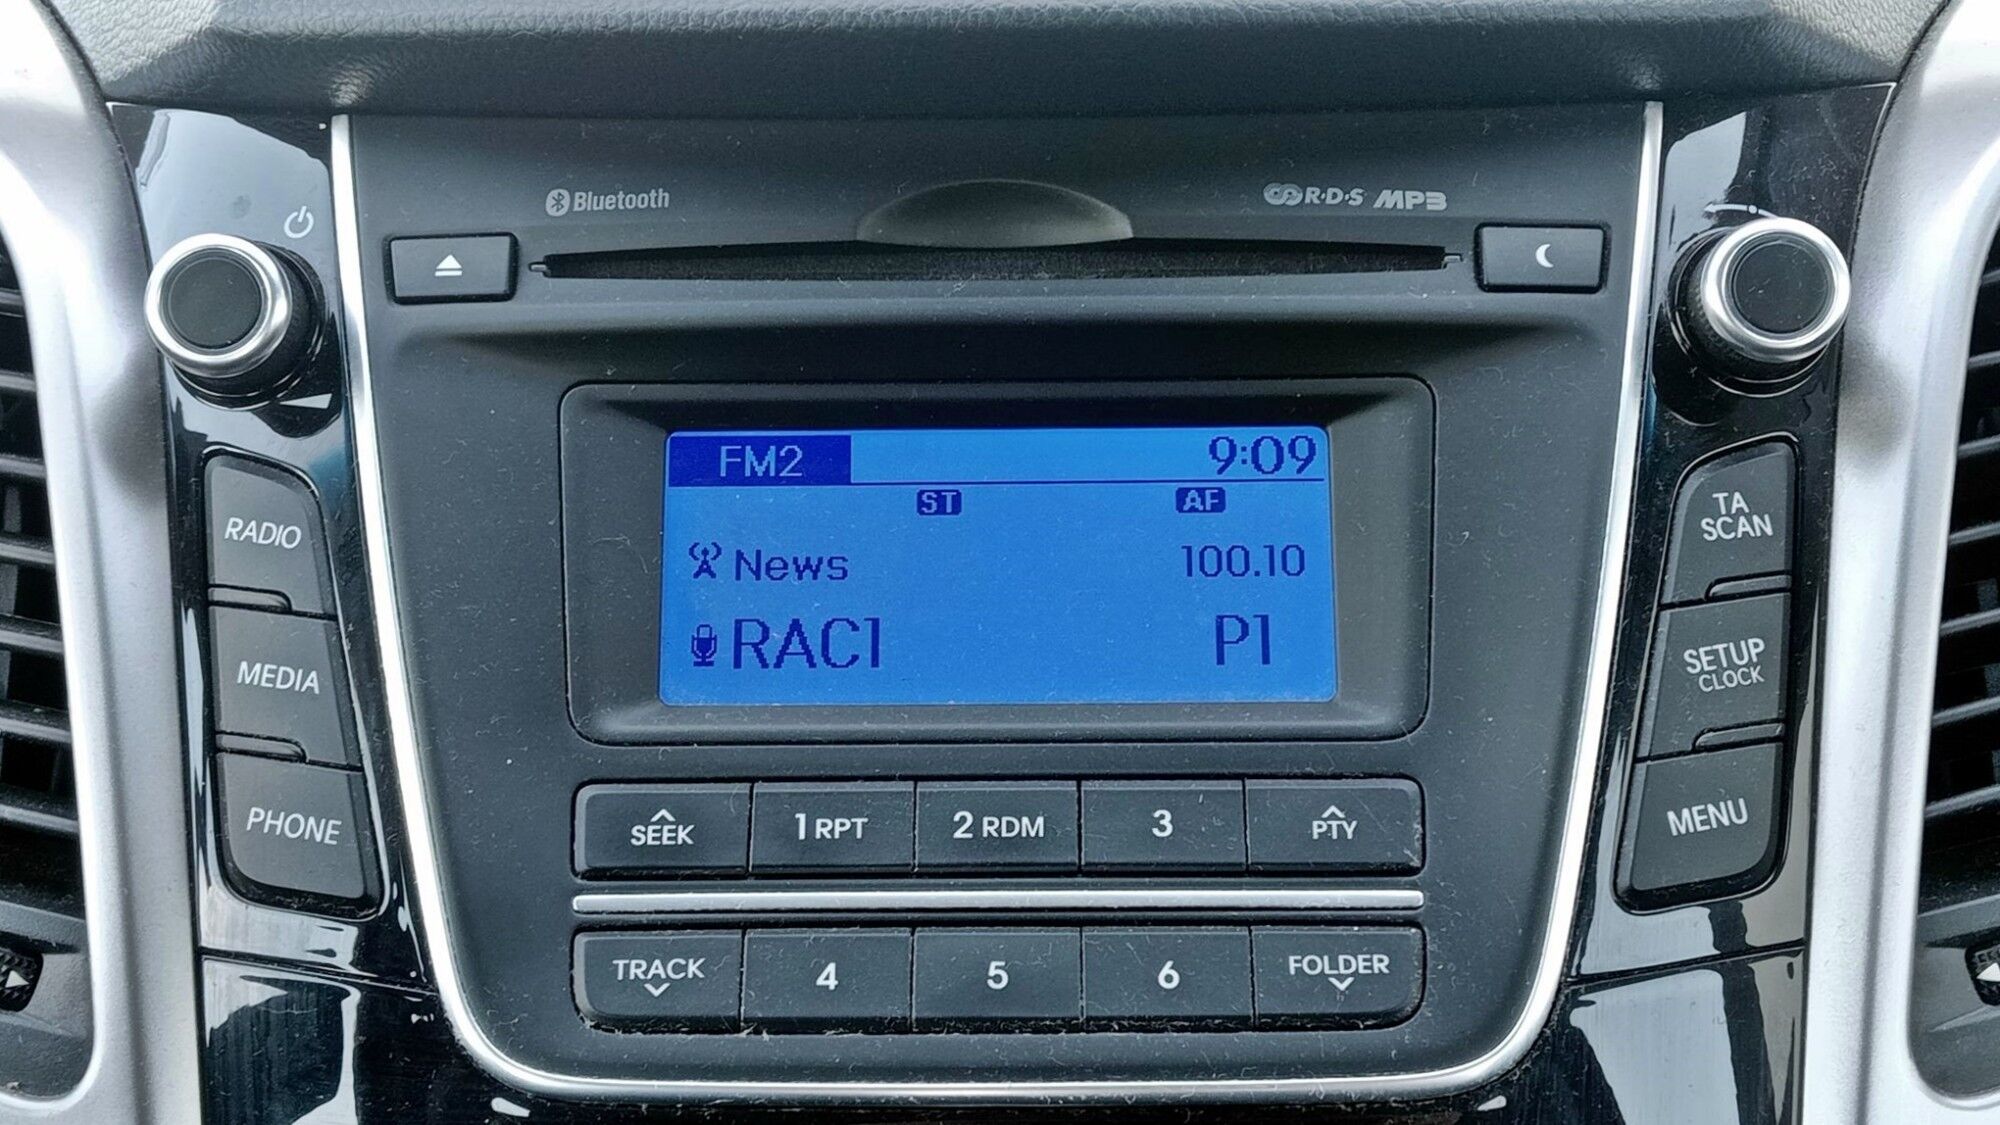 Bluetooth
R·D·S MP3
FM2 9:09
ST AF
News 100.10
RAC1 P1
RADIO
MEDIA
PHONE
TA
SCAN
SETUP
CLOCK
MENU
SEEK 1 RPT 2 RDM 3 PTY
TRACK 4 5 6 FOLDER